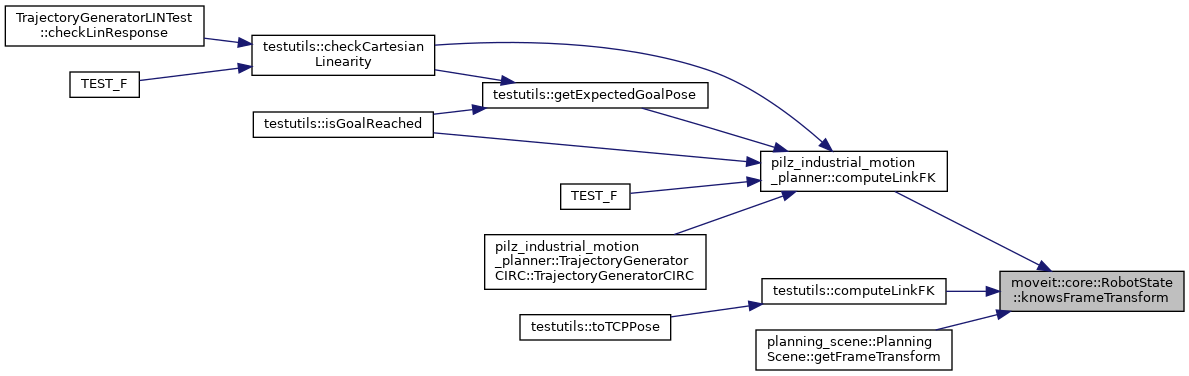 TrajectoryGeneratorLINTest
::checkLinResponse
TEST_F
testutils::checkCartesian
Linearity
testutils::isGoalReached
testutils::getExpectedGoalPose
TEST_F
pilz_industrial_motion
_planner::TrajectoryGenerator
CIRC::TrajectoryGeneratorCIRC
testutils::toTCPPose
pilz_industrial_motion
_planner::computeLinkFK
testutils::computeLinkFK
planning_scene::Planning
Scene::getFrameTransform
moveit::core::RobotState
::knowsFrameTransform